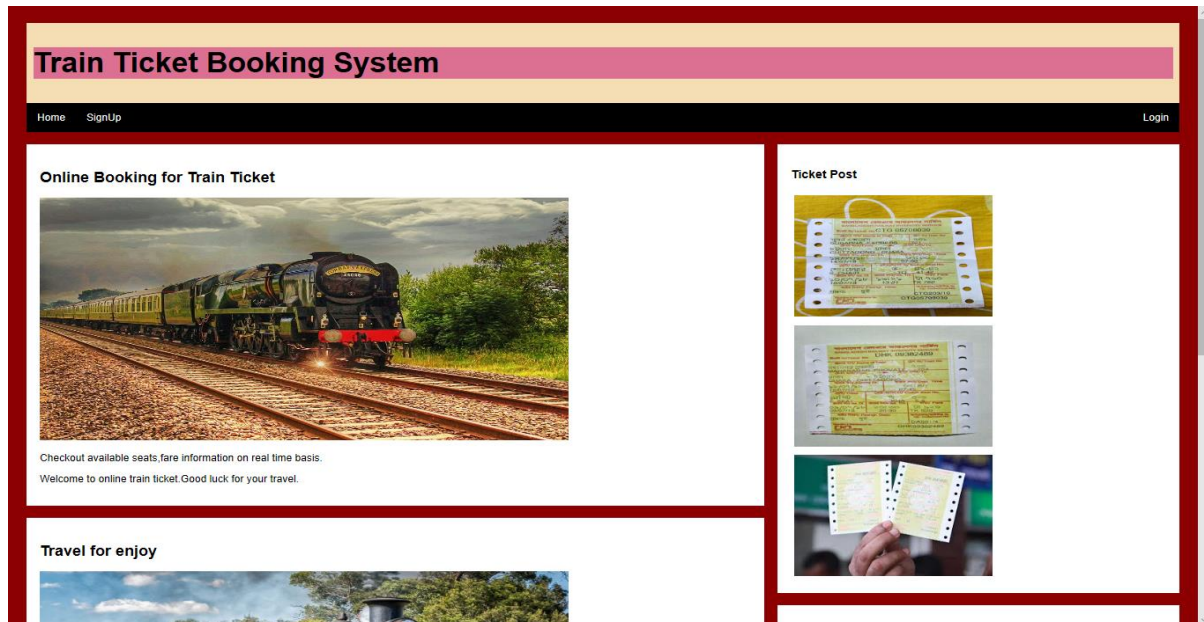 Train Ticket Booking System
Home SignUp Login
Online Booking for Train Ticket
Checkout available seats,fare information on real time basis.
Welcome to online train ticket.Good luck for your travel.
Travel for enjoy
Ticket Post